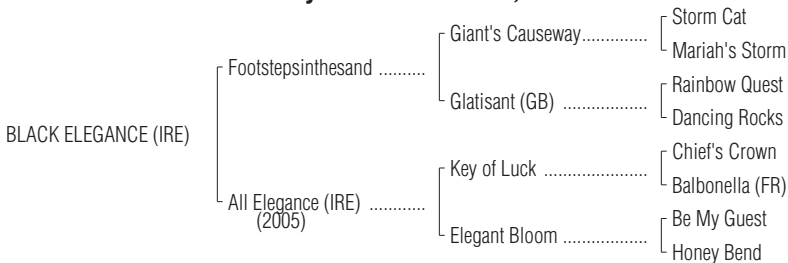 Storm Cat
Giant's Causeway..............
Mariah's Storm
Footstepsinthesand ..........
Rainbow Quest
Glatisant (GB) ..................
Dancing Rocks
BLACK ELEGANCE (IRE)
Chief's Crown
Key of Luck ......................
Balbonella (FR)
All Elegance (IRE) ............
(2005)
Be My Guest
Elegant Bloom ..................
Honey Bend